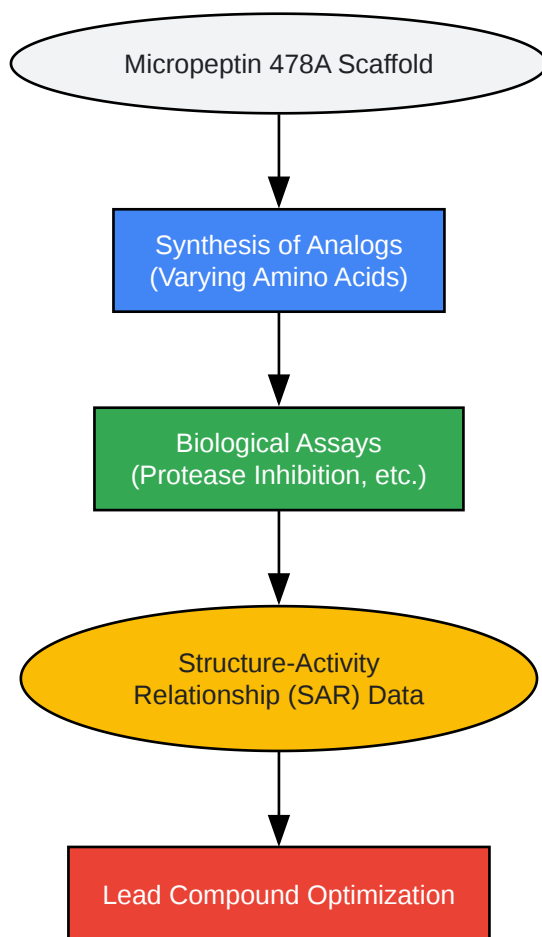 Micropeptin 478A Scaffold
Synthesis of Analogs
(Varying Amino Acids)
Biological Assays
(Protease Inhibition, etc.)
Structure-Activity
Relationship (SAR) Data
Lead Compound Optimization